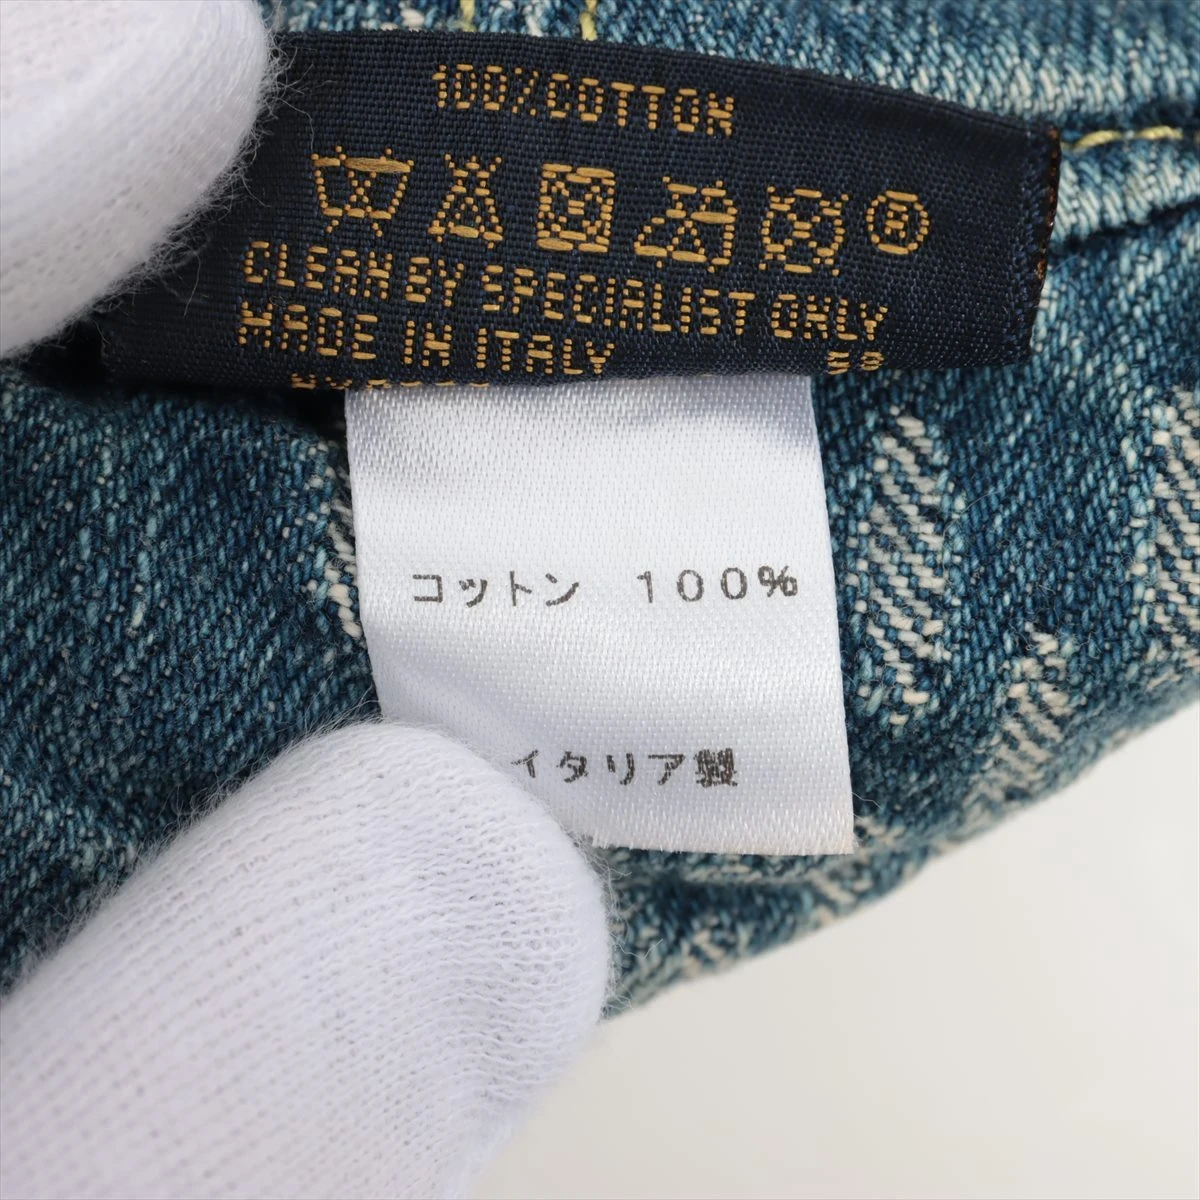 100%COTTON
CLEAN BY SPECIALIST ONLY
MADE IN ITALY
コットン 100%
イタリア製